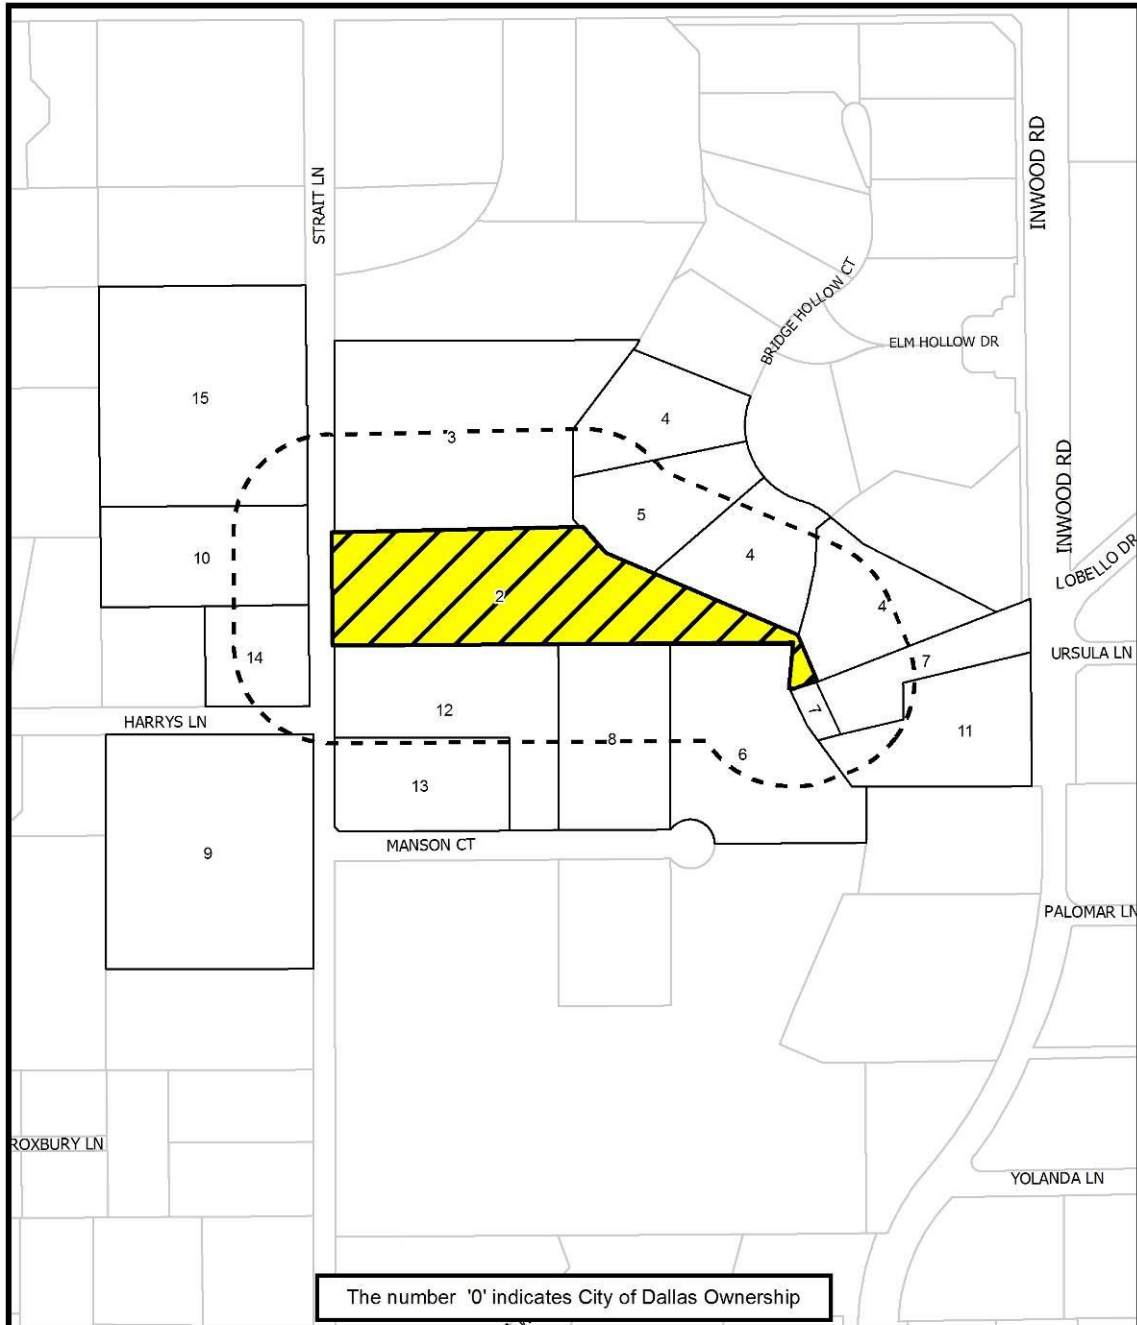 INWOOD RD
STRAIT LN
BRIDGE HOLLOW CT
ELM HOLLOW DR
15
4
3
INWOOD RD
5
10
4
LOBELLO DR
2
4
14
7
URSULA LN
12
7
HARRYS LN
8
11
6
13
MANSON CT
9
PALOMAR LN
ROXBURY LN
YOLANDA LN
The number '0' indicates City of Dallas Ownership